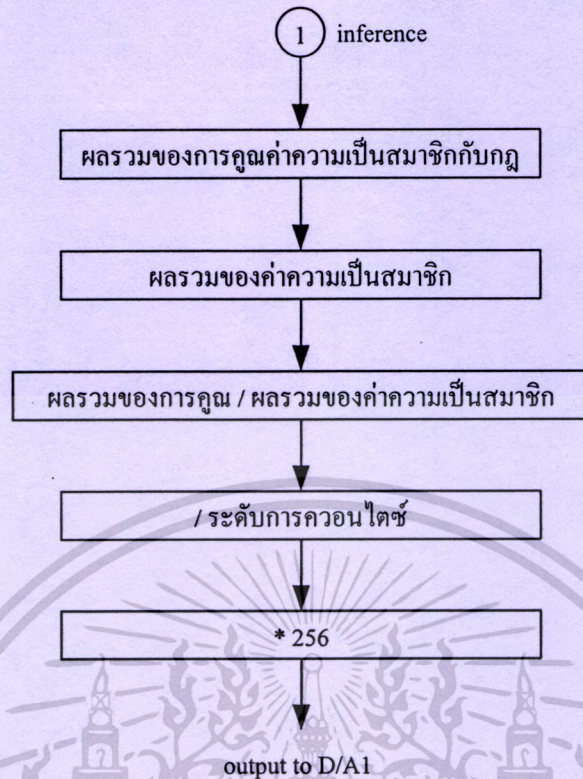 1 inference
ผลรวมของการคูณค่าความเป็นสมาชิกกับกฎ
ผลรวมของค่าความเป็นสมาชิก
ผลรวมของการคูณ / ผลรวมของค่าความเป็นสมาชิก
/ ระดับการควอนไตซ์
* 256
output to D/A1